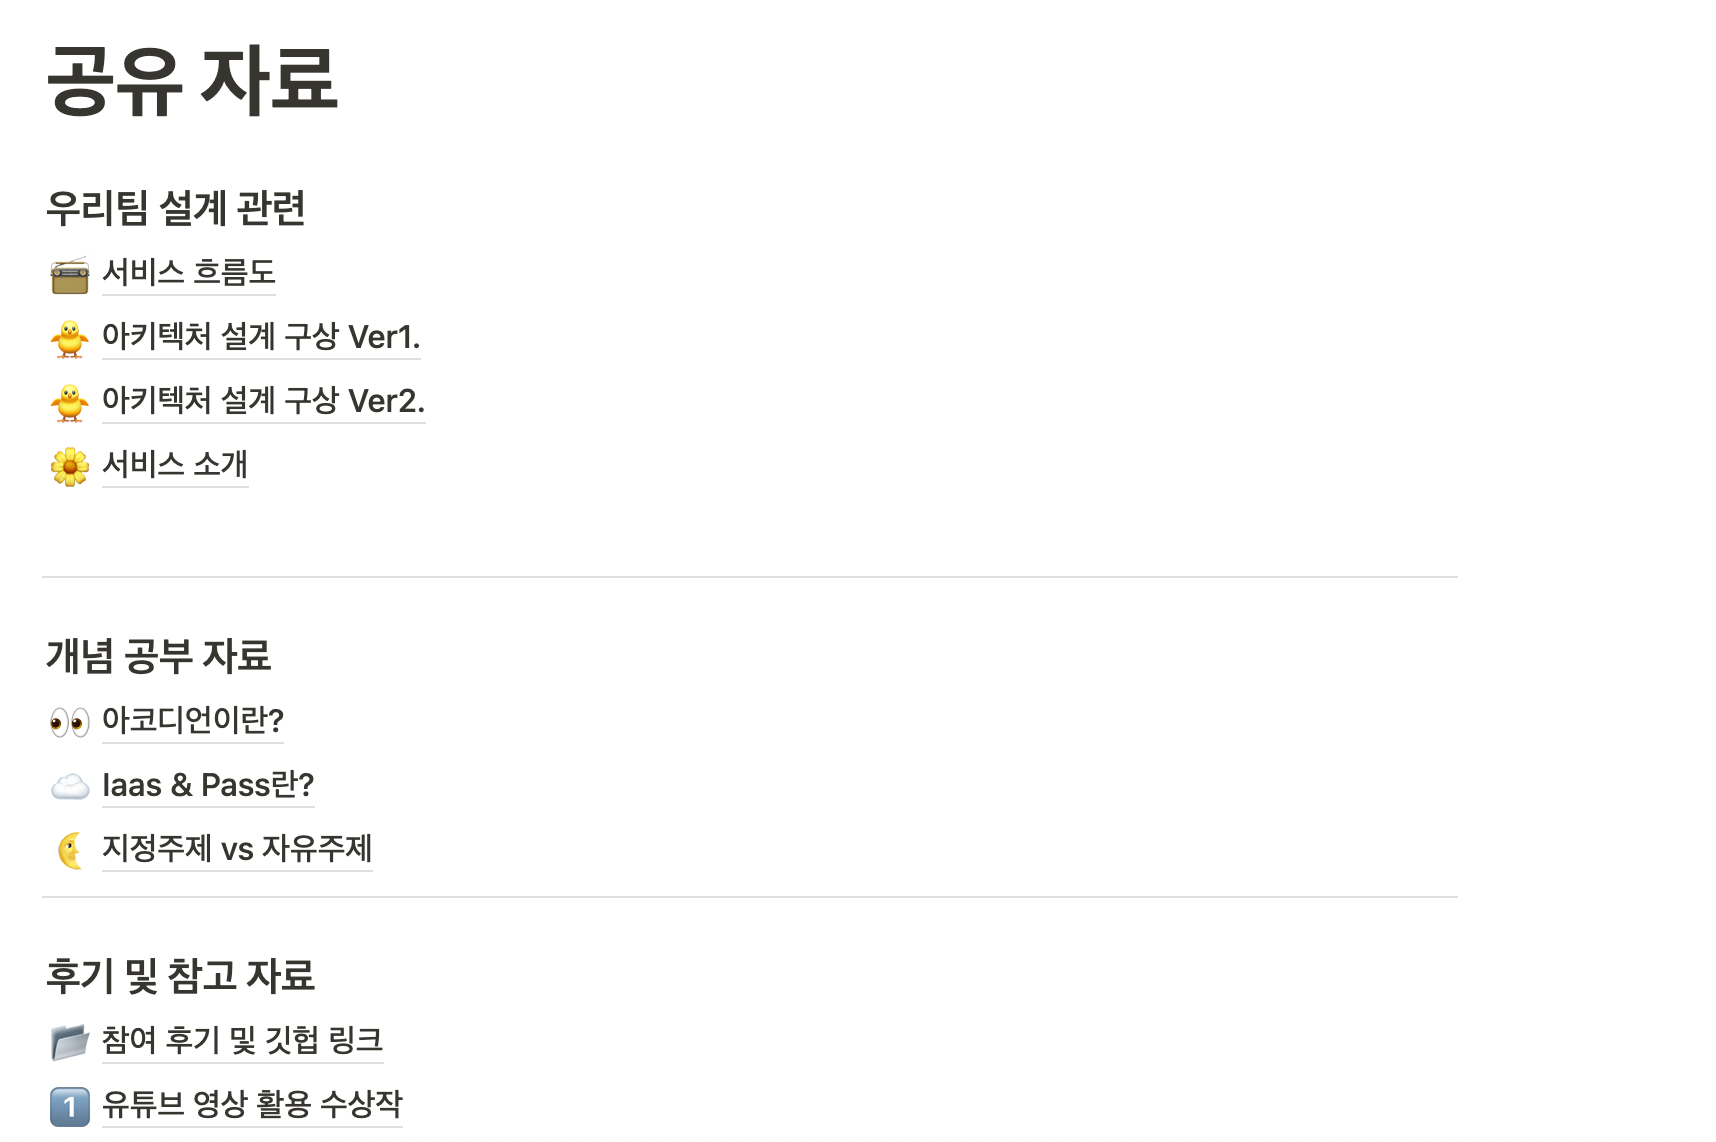 공유 자료
우리팀 설계 관련
서비스 흐름도
아키텍처 설계 구상 Ver1.
아키텍처 설계 구상 Ver2.
서비스 소개
개념 공부 자료
아코디언이란?
Iaas & Pass란?
지정주제 vs 자유주제
후기 및 참고 자료
참여 후기 및 깃헙 링크
1 유튜브 영상 활용 수상작